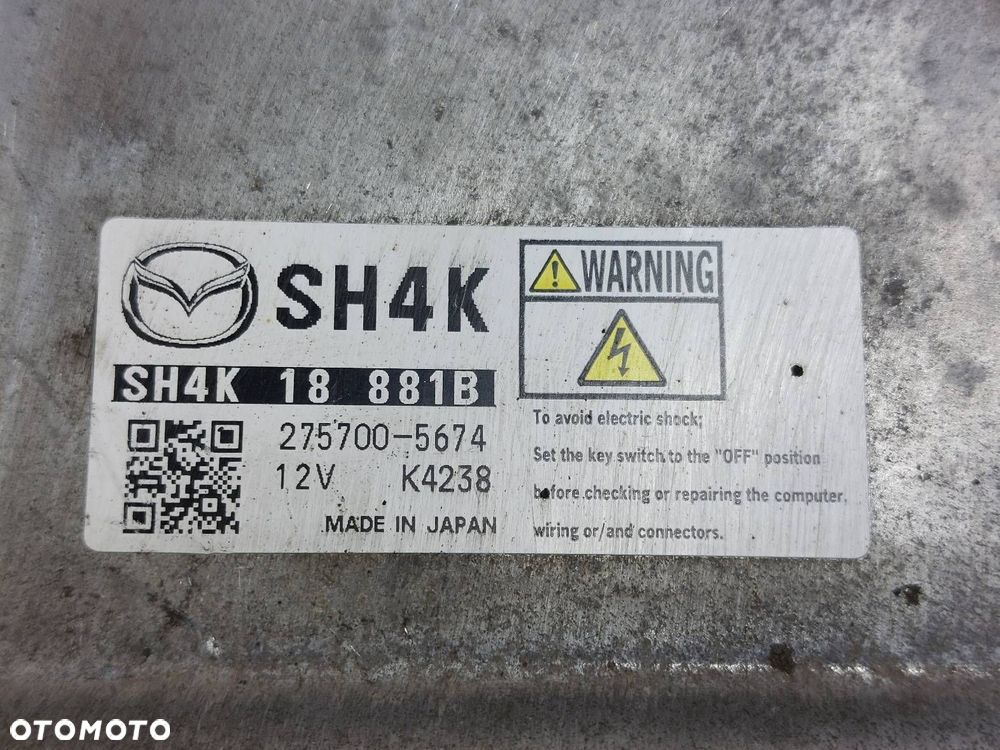 SH4K
SH4K 18 881B
275700-5674
12V K4238
MADE IN JAPAN
WARNING
To avoid electric shock;
Set the key switch to the "OFF" position
before checking or repairing the computer,
wiring or/and connectors.
OTOMOTO